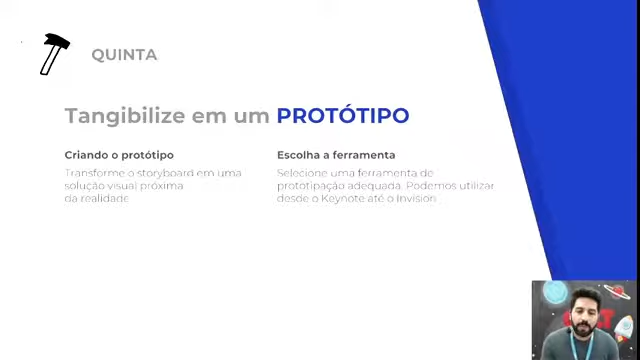 QUINTA
Tangibilize em um PROTÓTIPO
Criando o protótipo
Transforme o storyboard em uma
solução visual próxima
da realidade
Escolha a ferramenta
Selecione uma ferramenta de
prototipação adequada. Podemos utilizar
desde o Keynote até o Invision